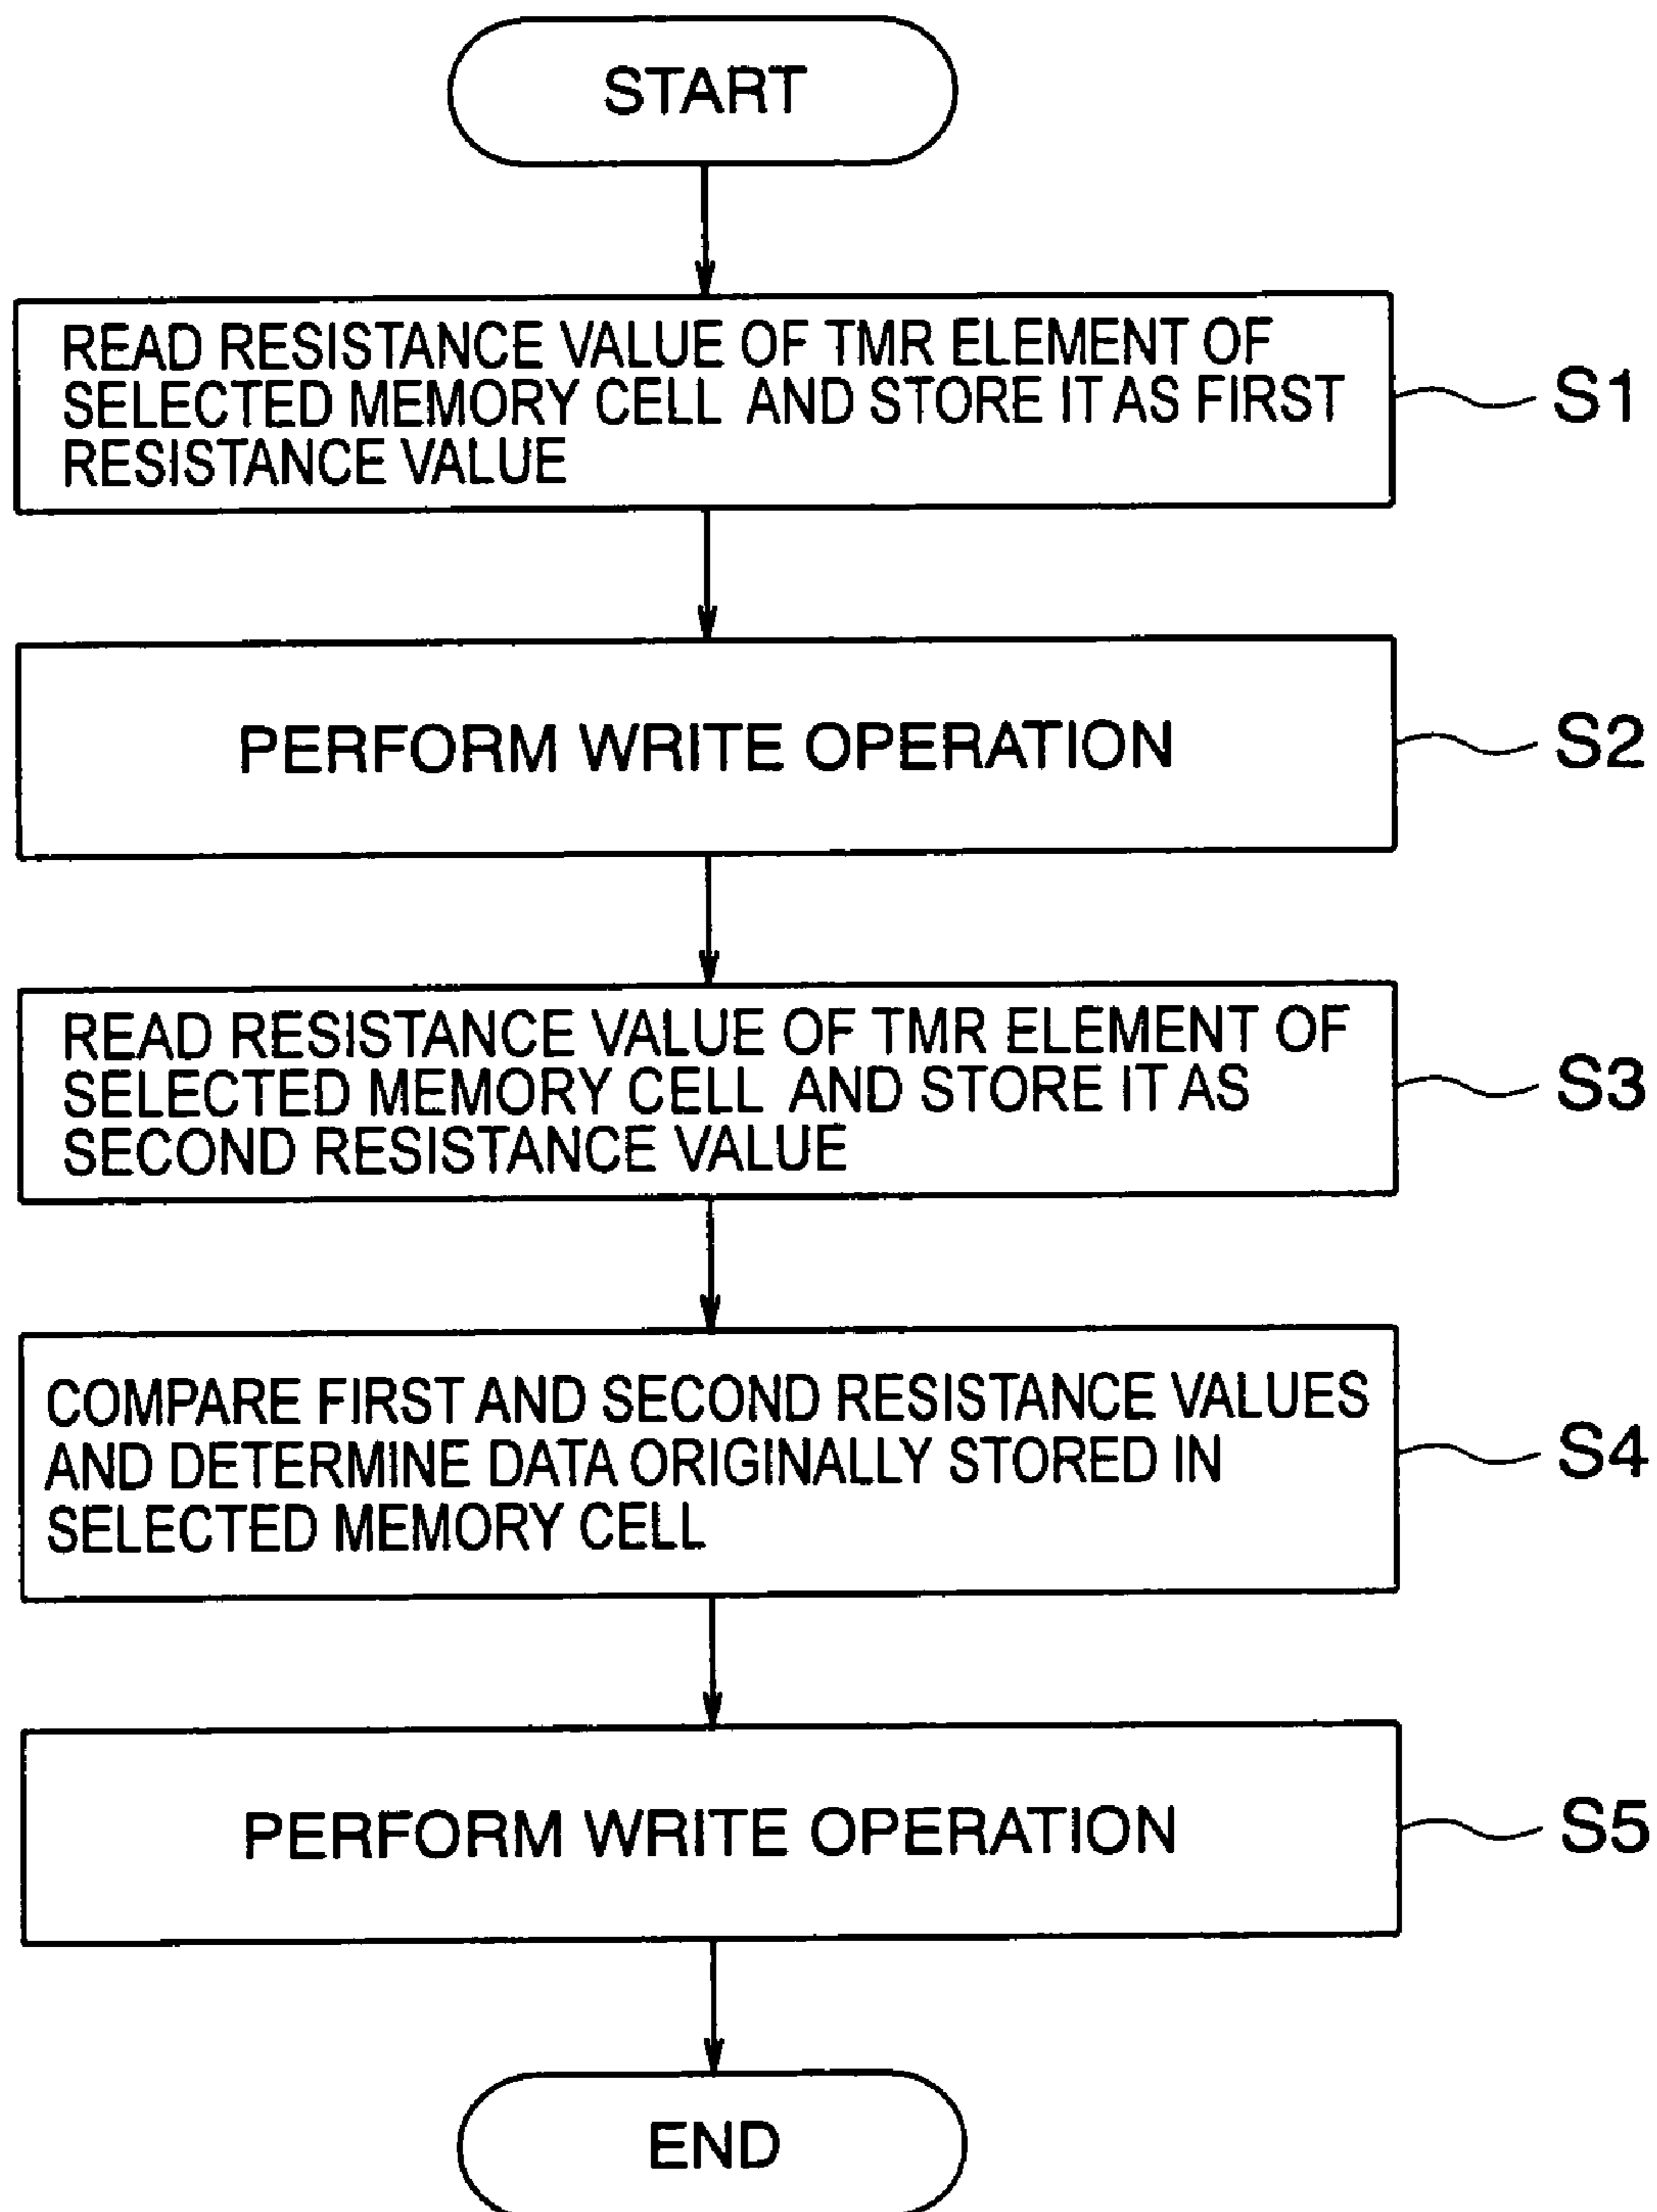 START
READ RESISTANCE VALUE OF TMR ELEMENT OF
SELECTED MEMORY CELL AND STORE IT AS FIRST
RESISTANCE VALUE
S1
PERFORM WRITE OPERATION
S2
READ RESISTANCE VALUE OF TMR ELEMENT OF
SELECTED MEMORY CELL AND STORE IT AS
SECOND RESISTANCE VALUE
S3
COMPARE FIRST AND SECOND RESISTANCE VALUES
AND DETERMINE DATA ORIGINALLY STORED IN
SELECTED MEMORY CELL
S4
PERFORM WRITE OPERATION
S5
END